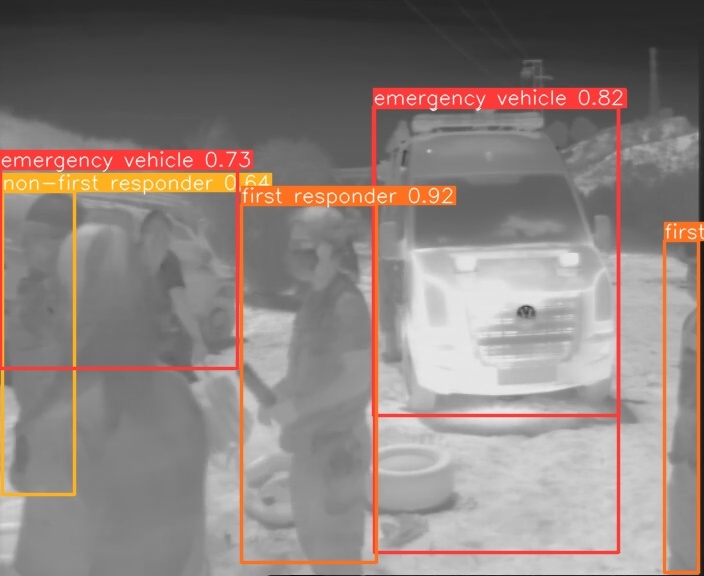 emergency vehicle 0.82
emergency vehicle 0.73
non-first responder 0.64
first responder 0.92
first